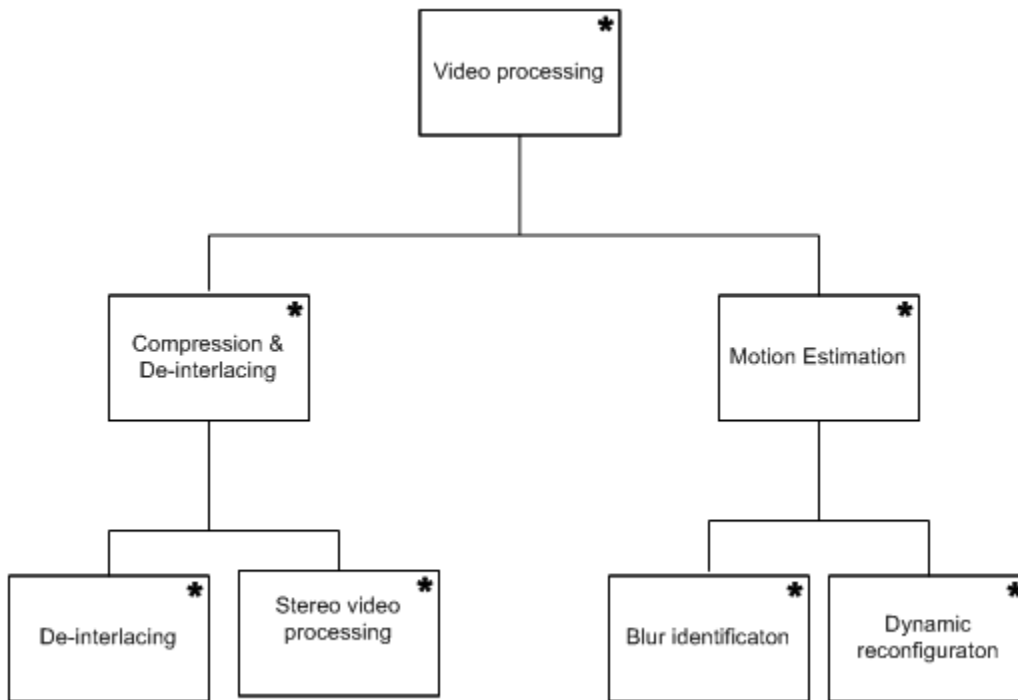 *
Video processing
*
Compression &
De-interlacing
*
Motion Estimation
*
De-interlacing
*
Stereo video
processing
*
Blur identificaton
*
Dynamic
reconfiguraton